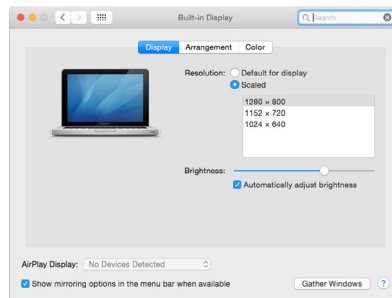 Built-in Display
Search
Display Arrangement Color
Resolution: Default for display
Scaled
1280 × 800
1152 × 720
1024 × 640
Brightness:
Automatically adjust brightness
AirPlay Display: No Devices Detected
Show mirroring options in the menu bar when available
Gather Windows ?